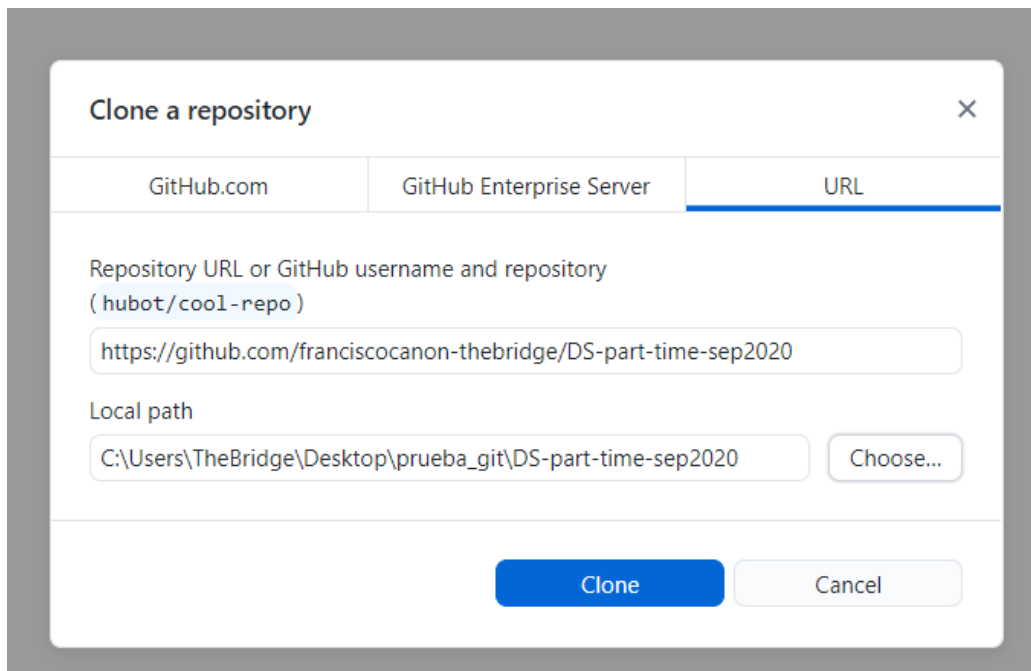 Clone a repository
GitHub.com
GitHub Enterprise Server
URL
Repository URL or GitHub username and repository
(hubot/cool-repo)
https://github.com/franciscocanon-thebridge/DS-part-time-sep2020
Local path
C:\Users\TheBridge\Desktop\prueba_git\DS-part-time-sep2020
Choose...
Clone
Cancel